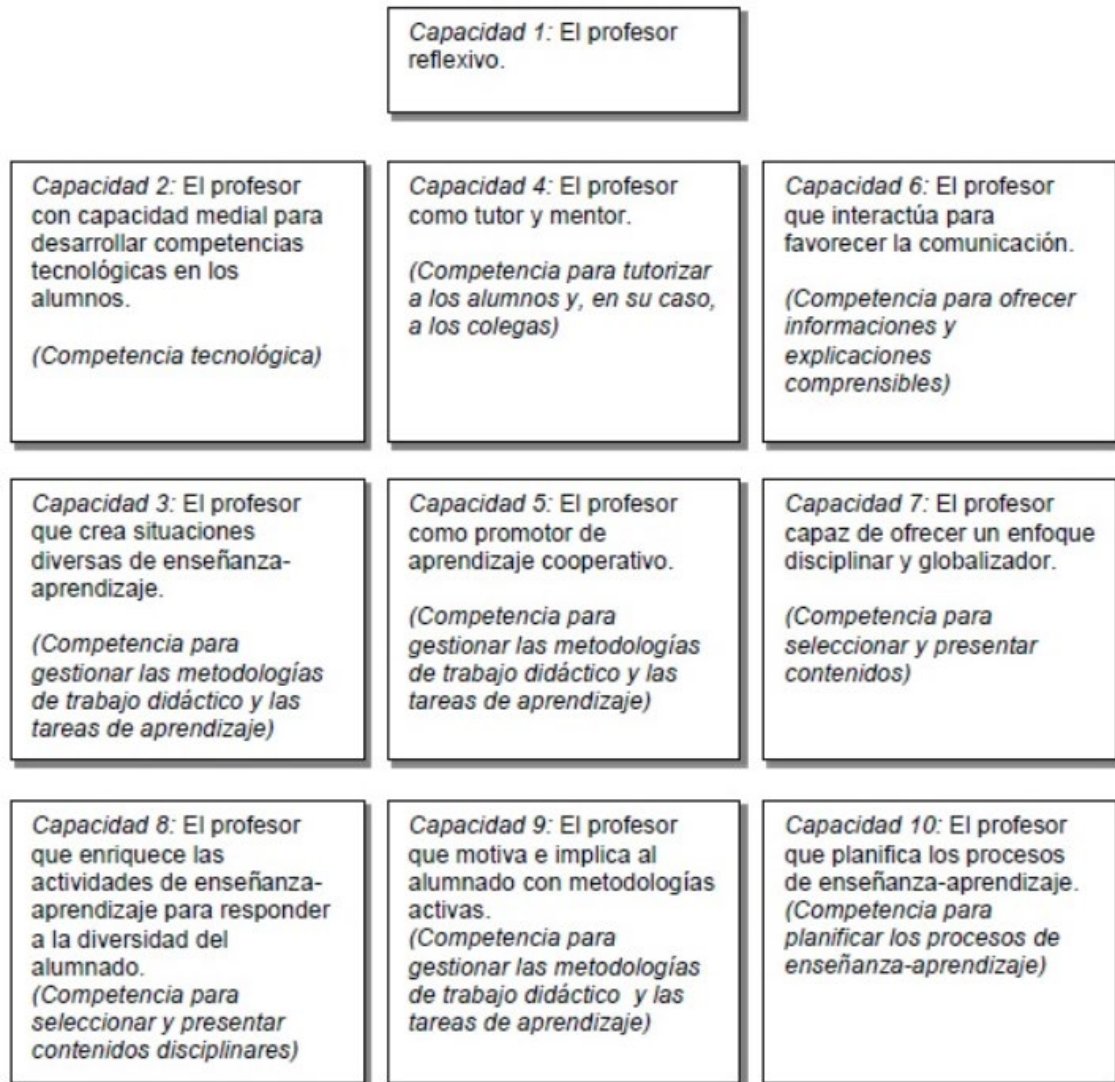 Capacidad 1: El profesor
reflexivo.
Capacidad 2: El profesor
con capacidad medial para
desarrollar competencias
tecnológicas en los
alumnos.
(Competencia tecnológica)
Capacidad 4: El profesor
como tutor y mentor.
(Competencia para tutorizar
a los alumnos y, en su caso,
a los colegas)
Capacidad 6: El profesor
que interactúa para
favorecer la comunicación.
(Competencia para ofrecer
informaciones y
explicaciones
comprensibles)
Capacidad 3: El profesor
que crea situaciones
diversas de enseñanza-
aprendizaje.
(Competencia para
gestionar las metodologías
de trabajo didáctico y las
tareas de aprendizaje)
Capacidad 5: El profesor
como promotor de
aprendizaje cooperativo.
(Competencia para
gestionar las metodologías
de trabajo didáctico y las
tareas de aprendizaje)
Capacidad 7: El profesor
capaz de ofrecer un enfoque
disciplinar y globalizador.
(Competencia para
seleccionar y presentar
contenidos)
Capacidad 8: El profesor
que enriquece las
actividades de enseñanza-
aprendizaje para responder
a la diversidad del
alumnado.
(Competencia para
seleccionar y presentar
contenidos disciplinares)
Capacidad 9: El profesor
que motiva e implica al
alumnado con metodologías
activas.
(Competencia para
gestionar las metodologías
de trabajo didáctico y las
tareas de aprendizaje)
Capacidad 10: El profesor
que planifica los procesos
de enseñanza-aprendizaje.
(Competencia para
planificar los procesos de
enseñanza-aprendizaje)